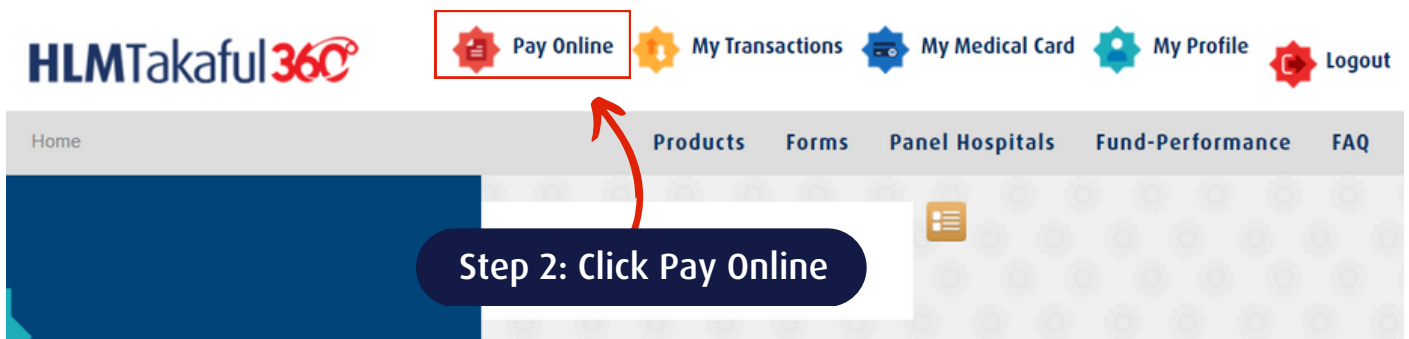 HLMTakaful360°
Pay Online
My Transactions
My Medical Card
My Profile
Logout
Home
Products
Forms
Panel Hospitals
Fund-Performance
FAQ
Step 2: Click Pay Online